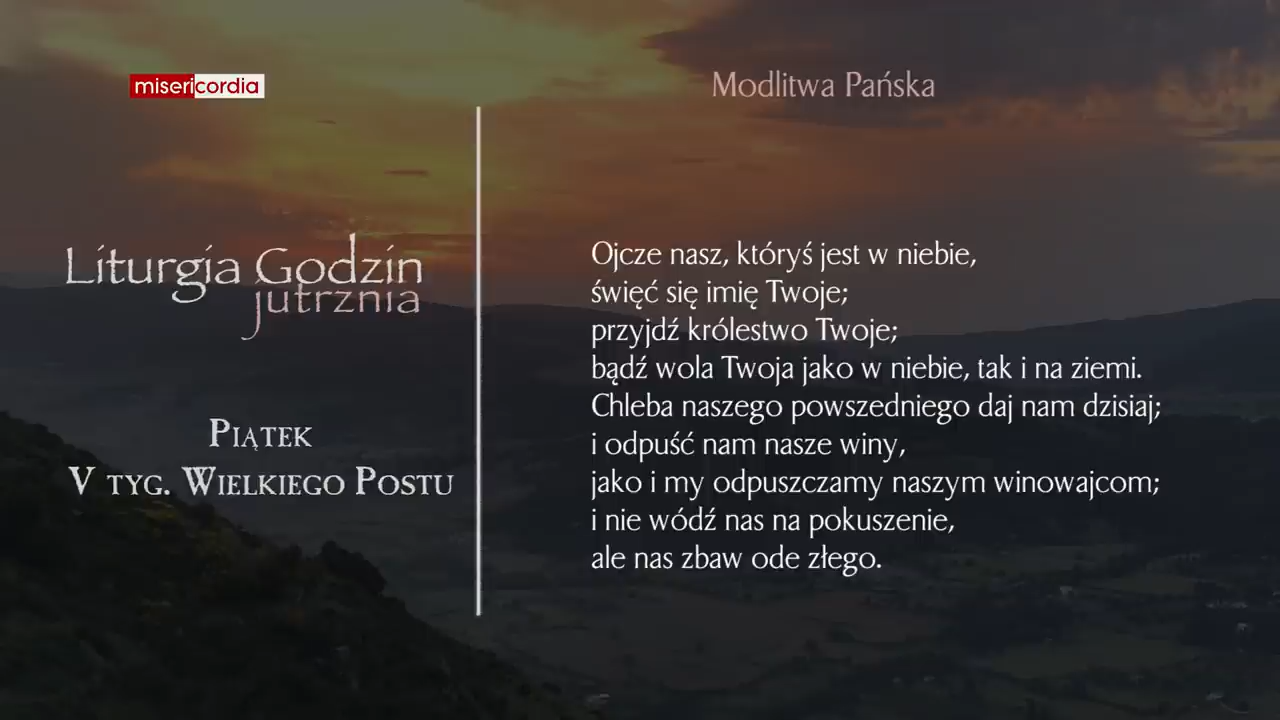 misericordia
Liturgia Godzin
jutrznia
Piątek
V tyg. Wielkiego Postu
Modlitwa Pańska
Ojcze nasz, któryś jest w niebie,
święć się imię Twoje;
przyjdź królestwo Twoje;
bądź wola Twoja jako w niebie, tak i na ziemi.
Chleba naszego powszedniego daj nam dzisiaj;
i odpuść nam nasze winy,
jako i my odpuszczamy naszym winowajcom;
i nie wódź nas na pokuszenie,
ale nas zbaw ode złego.